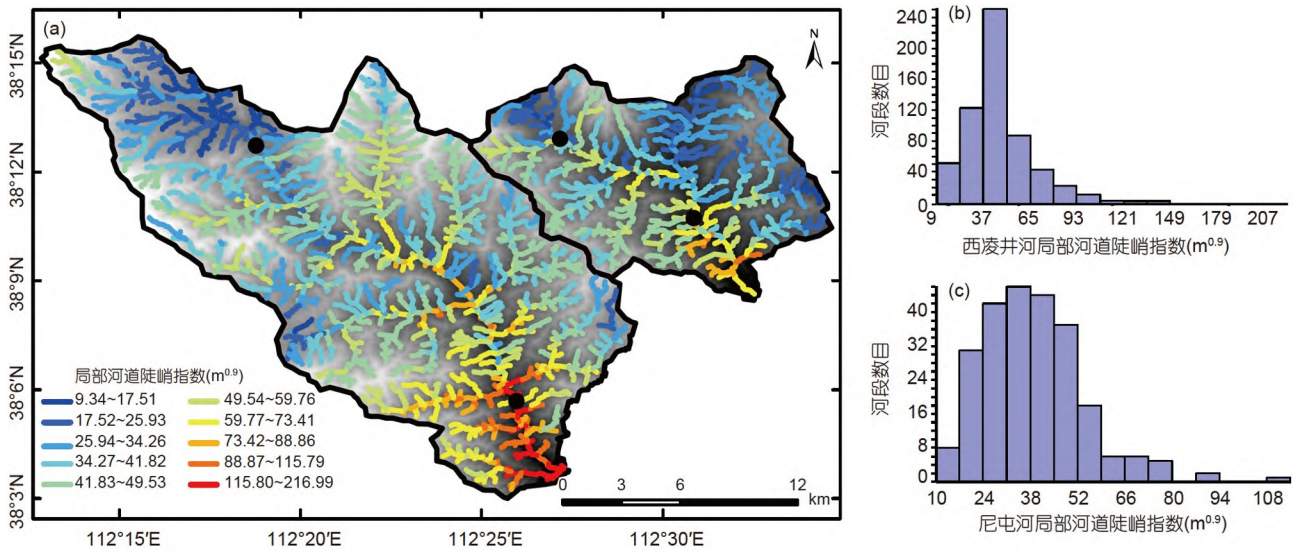 (a)
N
38°15'N
38°12'N
38°9'N
38°6'N
38°3'N
112°15'E
112°20'E
112°25'E
112°30'E
局部河道陡峭指数(m0.9)
9.34~17.51
17.52~25.93
25.94~34.26
34.27~41.82
41.83~49.53
49.54~59.76
59.77~73.41
73.42~88.86
88.87~115.79
115.80~216.99
0 3 6 12
km
(b)
河段数目
240
200
160
120
80
40
0
9 37 65 93 121 149 179 207
西凌井河局部河道陡峭指数(m0.9)
(c)
河段数目
40
32
24
16
8
0
10 24 38 52 66 80 94 108
尼屯河局部河道陡峭指数(m0.9)